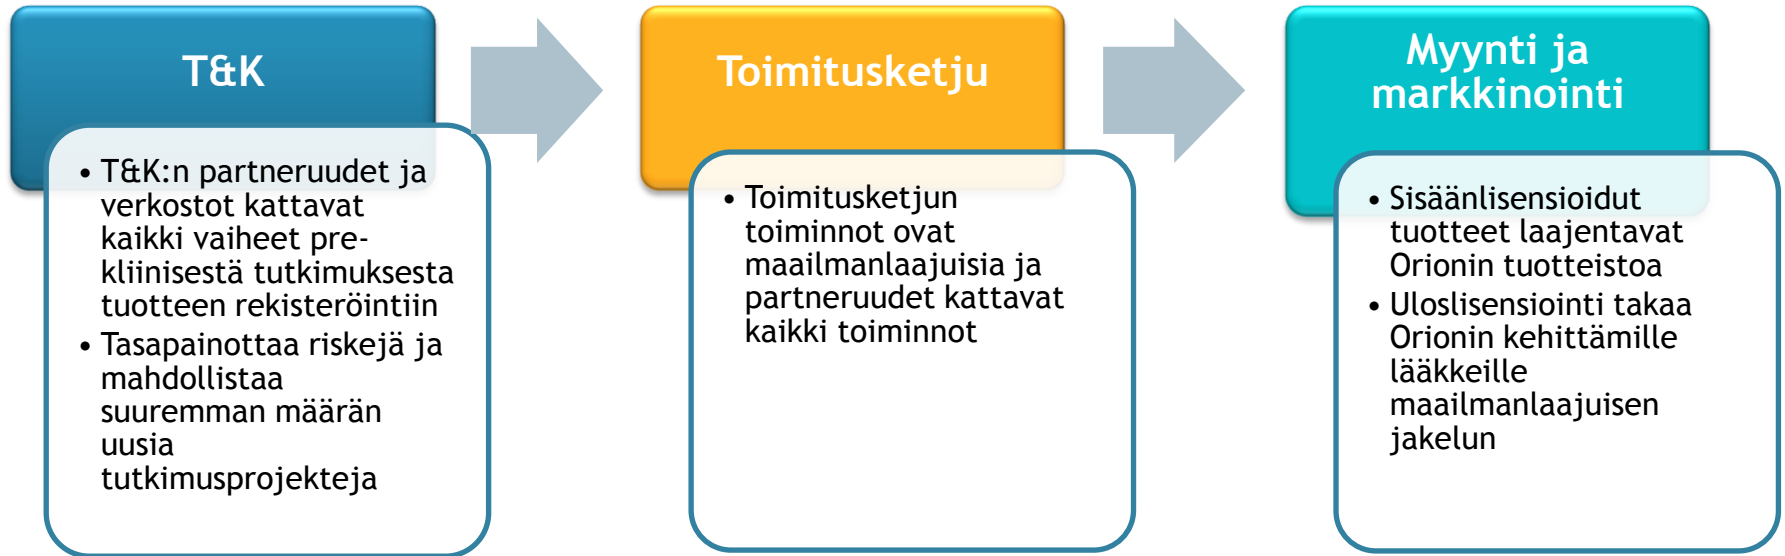 T&K
• T&K:n partneruudet ja
verkostot kattavat
kaikki vaiheet pre-
kliinisestä tutkimuksesta
tuotteen rekisteröintiin
• Tasapainottaa riskejä ja
mahdollistaa
suuremman määrän
uusia
tutkimusprojekteja
Toimitusketju
• Toimitusketjun
toiminnot ovat
maailmanlaajuisia ja
partneruudet kattavat
kaikki toiminnot
Myynti ja
markkinointi
• Sisäänlisensioidut
tuotteet laajentavat
Orionin tuotteistoa
• Uloslisensiointi takaa
Orionin kehittämille
lääkkeille
maailmanlaajuisen
jakelun